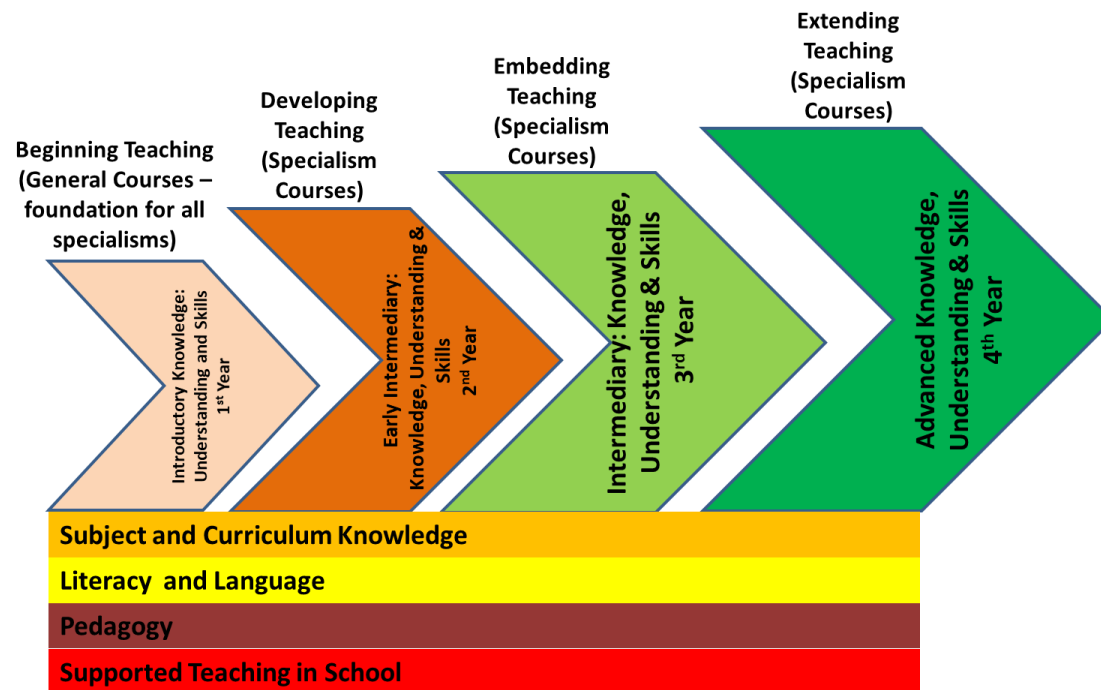 Beginning Teaching
(General Courses –
foundation for all
specialisms)
Introductory Knowledge:
Understanding and Skills
1st Year
Developing
Teaching
(Specialism
Courses)
Early Intermediary:
Knowledge, Understanding &
Skills
2nd Year
Embedding
Teaching
(Specialism
Courses)
Intermediary: Knowledge,
Understanding & Skills
3rd Year
Extending
Teaching
(Specialism
Courses)
Advanced Knowledge,
Understanding & Skills
4th Year
Subject and Curriculum Knowledge
Literacy and Language
Pedagogy
Supported Teaching in School